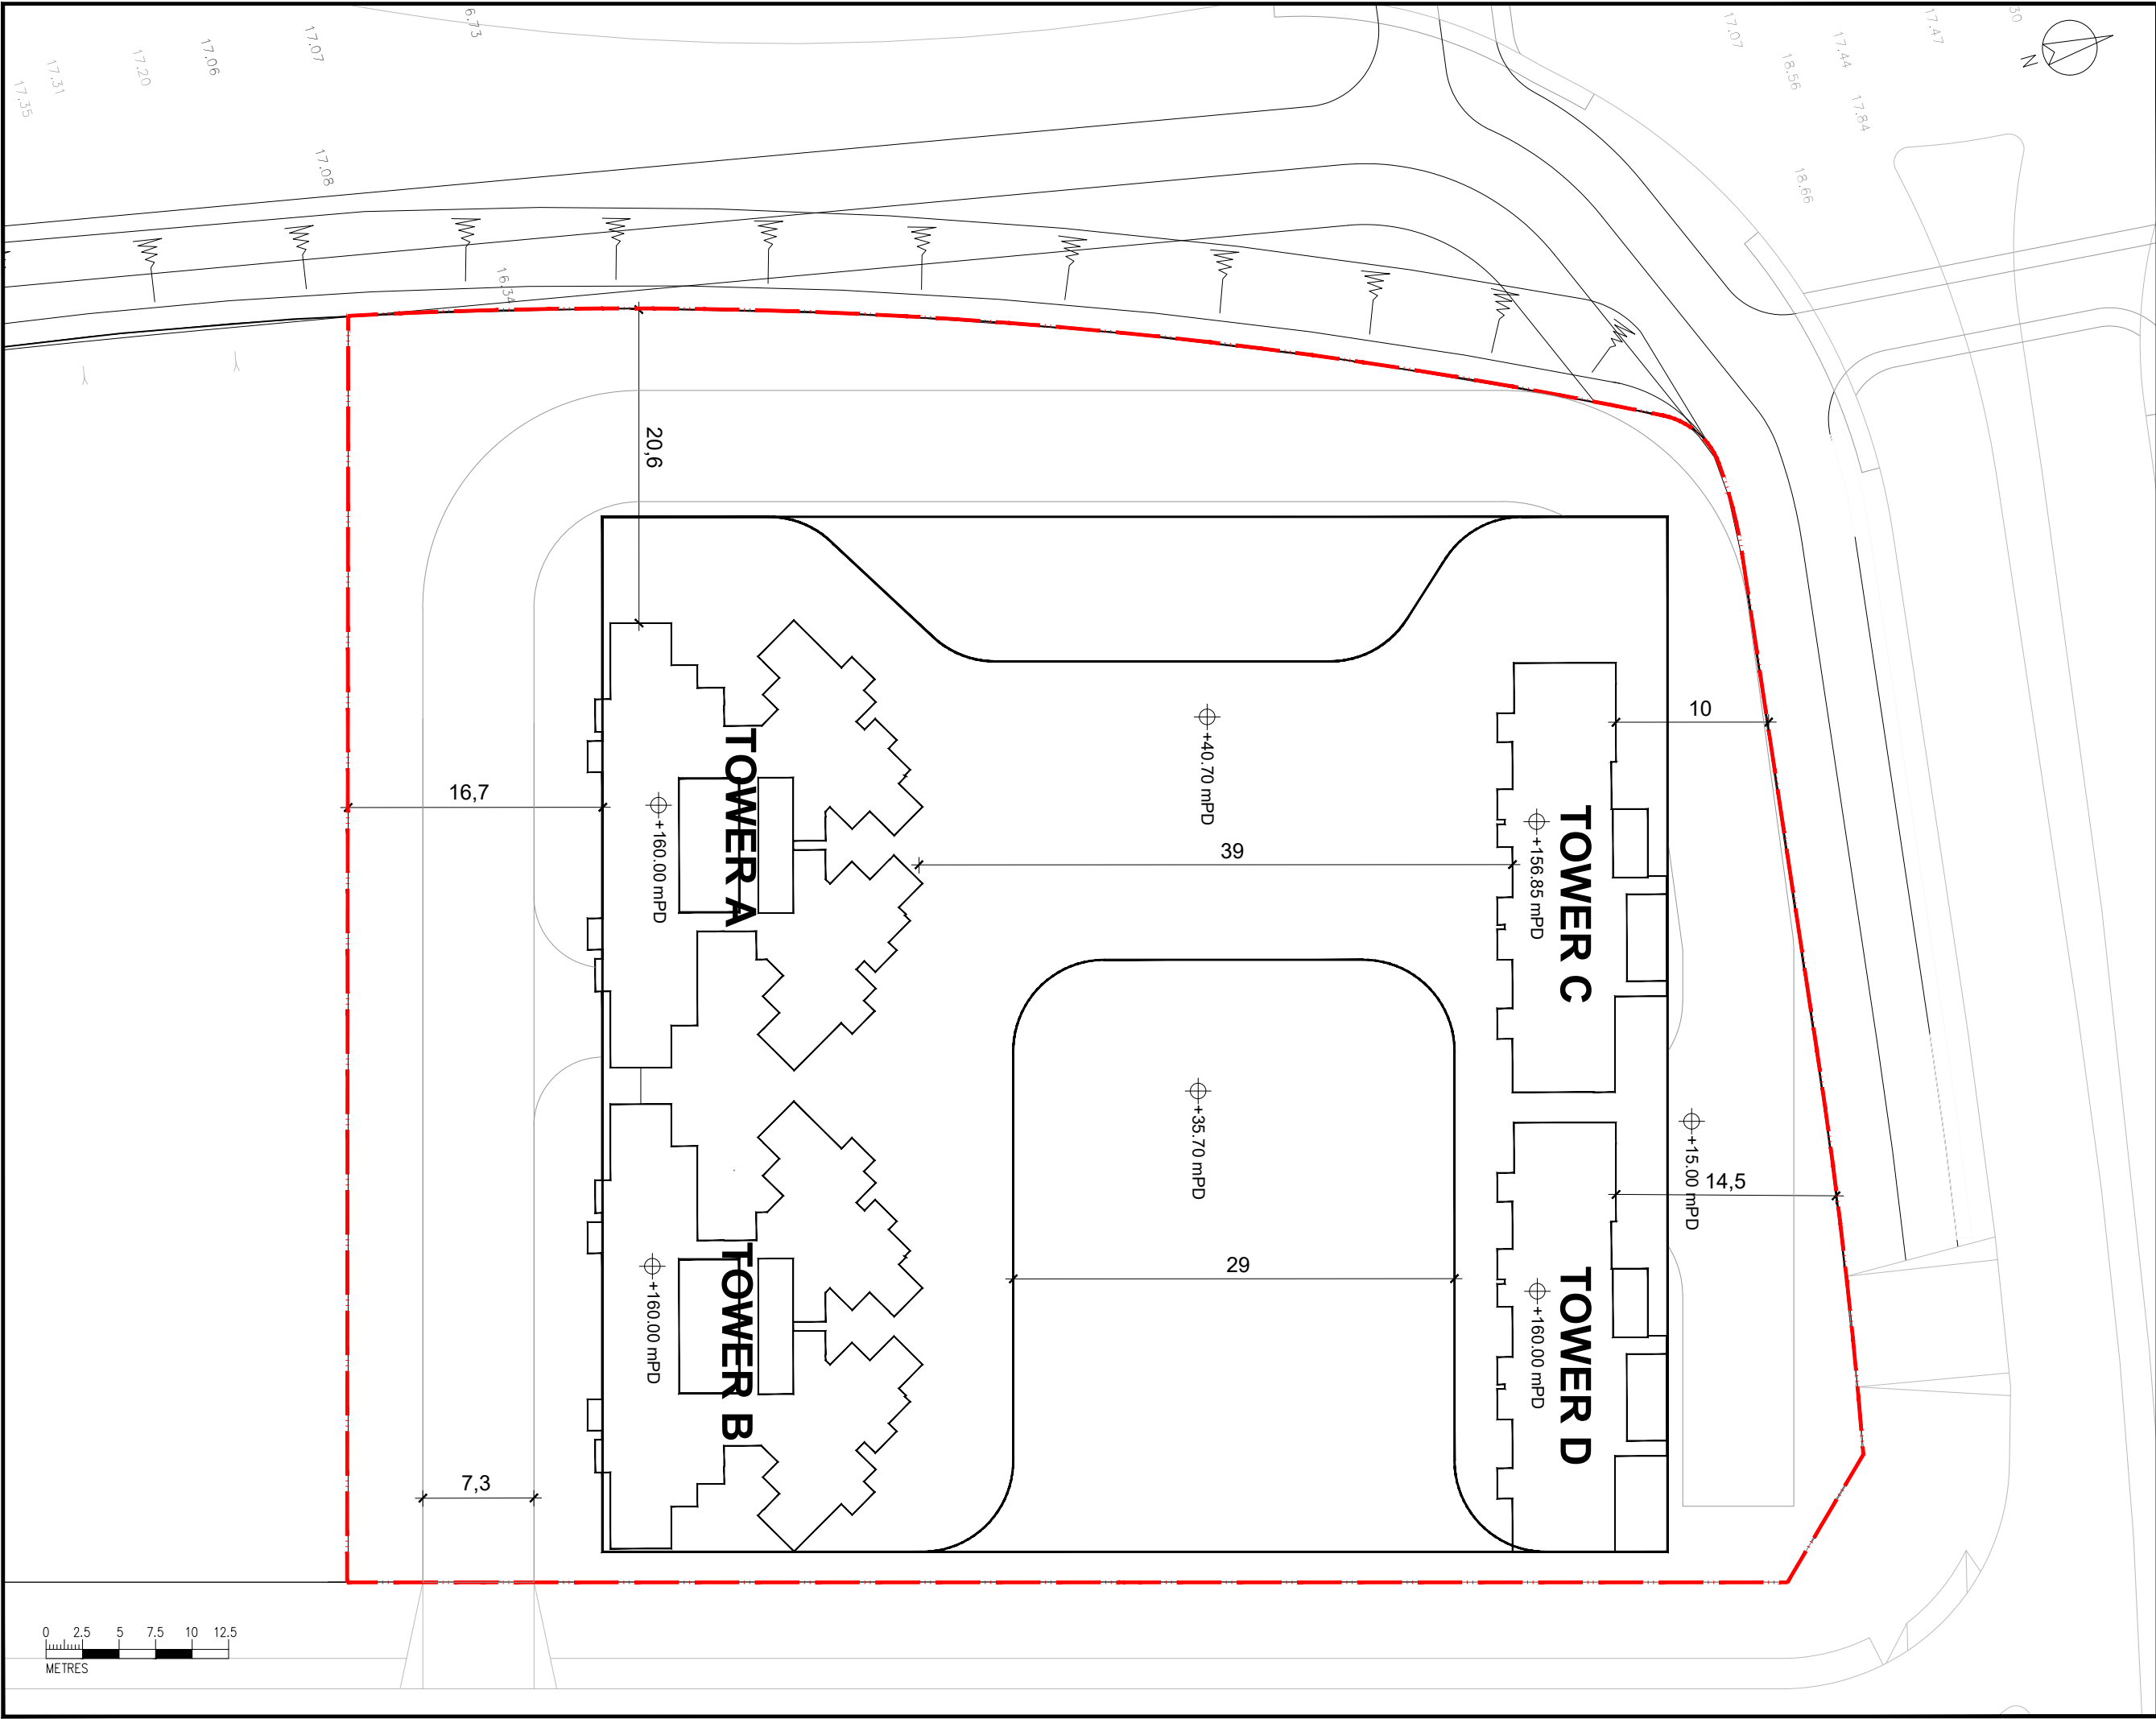 6.73
17.07
17.06
17.20
17.31
17.35
17.08
16.34
17.07
18.56
17.44
17.84
17.47
30
18.66
N
20,6
16,7
TOWER A
+160.00 mPD
+40.70 mPD
39
10
TOWER C
+156.85 mPD
+35.70 mPD
+15.00 mPD
14,5
29
TOWER B
+160.00 mPD
TOWER D
+160.00 mPD
7,3
0 2.5 5 7.5 10 12.5
METRES